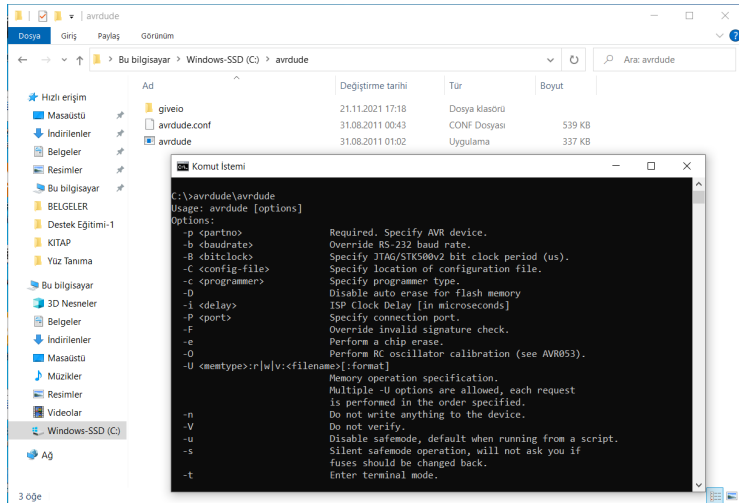 avrdude
Dosya Giriş Paylaş Görünüm
Bu bilgisayar > Windows-SSD (C:) > avrdude
Ara: avrdude
Ad Değiştirme tarihi Tür Boyut
giveio 21.11.2021 17:18 Dosya klasörü
avrdude.conf 31.08.2011 00:43 CONF Dosyası 539 KB
avrdude 31.08.2011 01:02 Uygulama 337 KB
Hızlı erişim
Masaüstü
İndirilenler
Belgeler
Resimler
Bu bilgisayar
BELGELER
Destek Eğitimi-1
KITAP
Yüz Tanıma
Bu bilgisayar
3D Nesneler
Belgeler
İndirilenler
Masaüstü
Müzikler
Resimler
Videolar
Windows-SSD (C:)
Ağ
3 öğe
Komut İstemi
C:\>avrdude\avrdude
Usage: avrdude [options]
Options:
-p <partno> Required. Specify AVR device.
-b <baudrate> Override RS-232 baud rate.
-B <bitclock> Specify JTAG/STK500v2 bit clock period (us).
-C <config-file> Specify location of configuration file.
-c <programmer> Specify programmer type.
-D Disable auto erase for flash memory
-i <delay> ISP Clock Delay [in microseconds]
-P <port> Specify connection port.
-F Override invalid signature check.
-e Perform a chip erase.
-O Perform RC oscillator calibration (see AVR053).
-U <memtype>:r|w|v:<filename>[:format]
Memory operation specification.
Multiple -U options are allowed, each request
is performed in the order specified.
-n Do not write anything to the device.
-V Do not verify.
-u Disable safemode, default when running from a script.
-s Silent safemode operation, will not ask you if
fuses should be changed back.
-t Enter terminal mode.